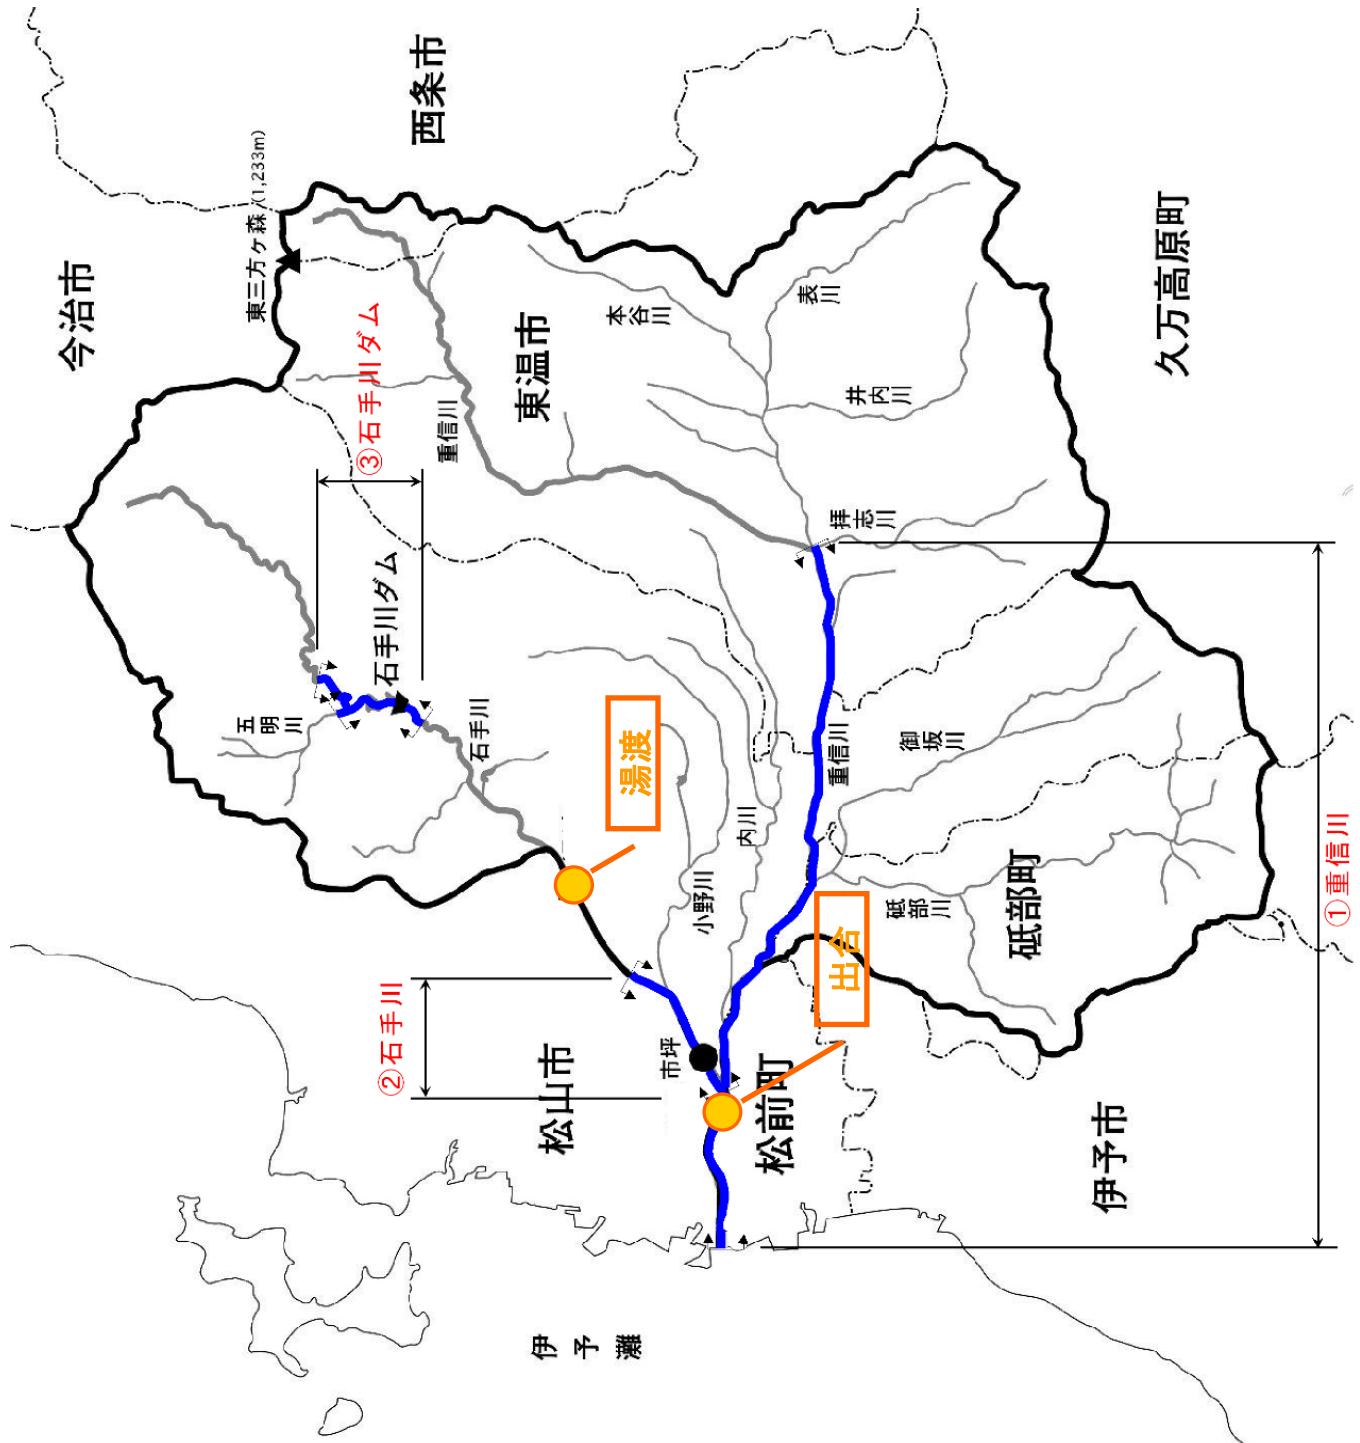 今治市
西条市
東三方ヶ森 (1,233m)
③石手川ダム
重信川
東温市
本谷川
表川
井内川
拝志川
久万高原町
石手川ダム
五明川
石手川
湯渡
小野川
内川
重信川
御坂川
砥部川
砥部町
出合
①重信川
②石手川
市坪
松山市
松前町
伊予市
伊予灘